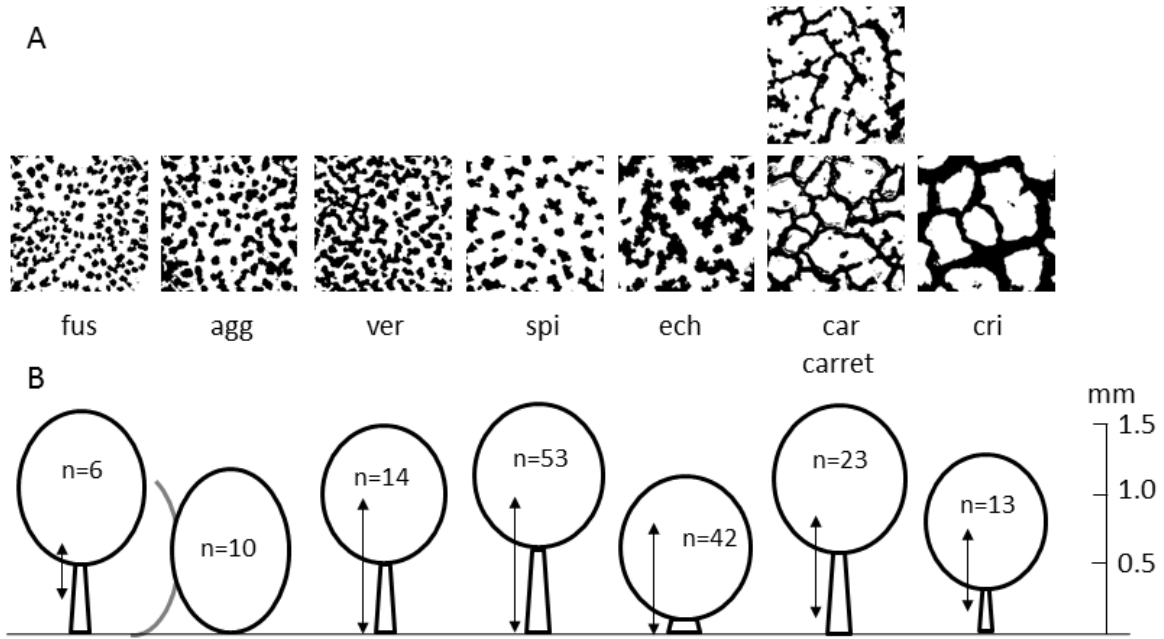 A
fus agg ver spi ech car cri
carret
B
mm
1.5
n=6 n=14 n=53 n=23
1.0
n=10 n=42 n=13
0.5